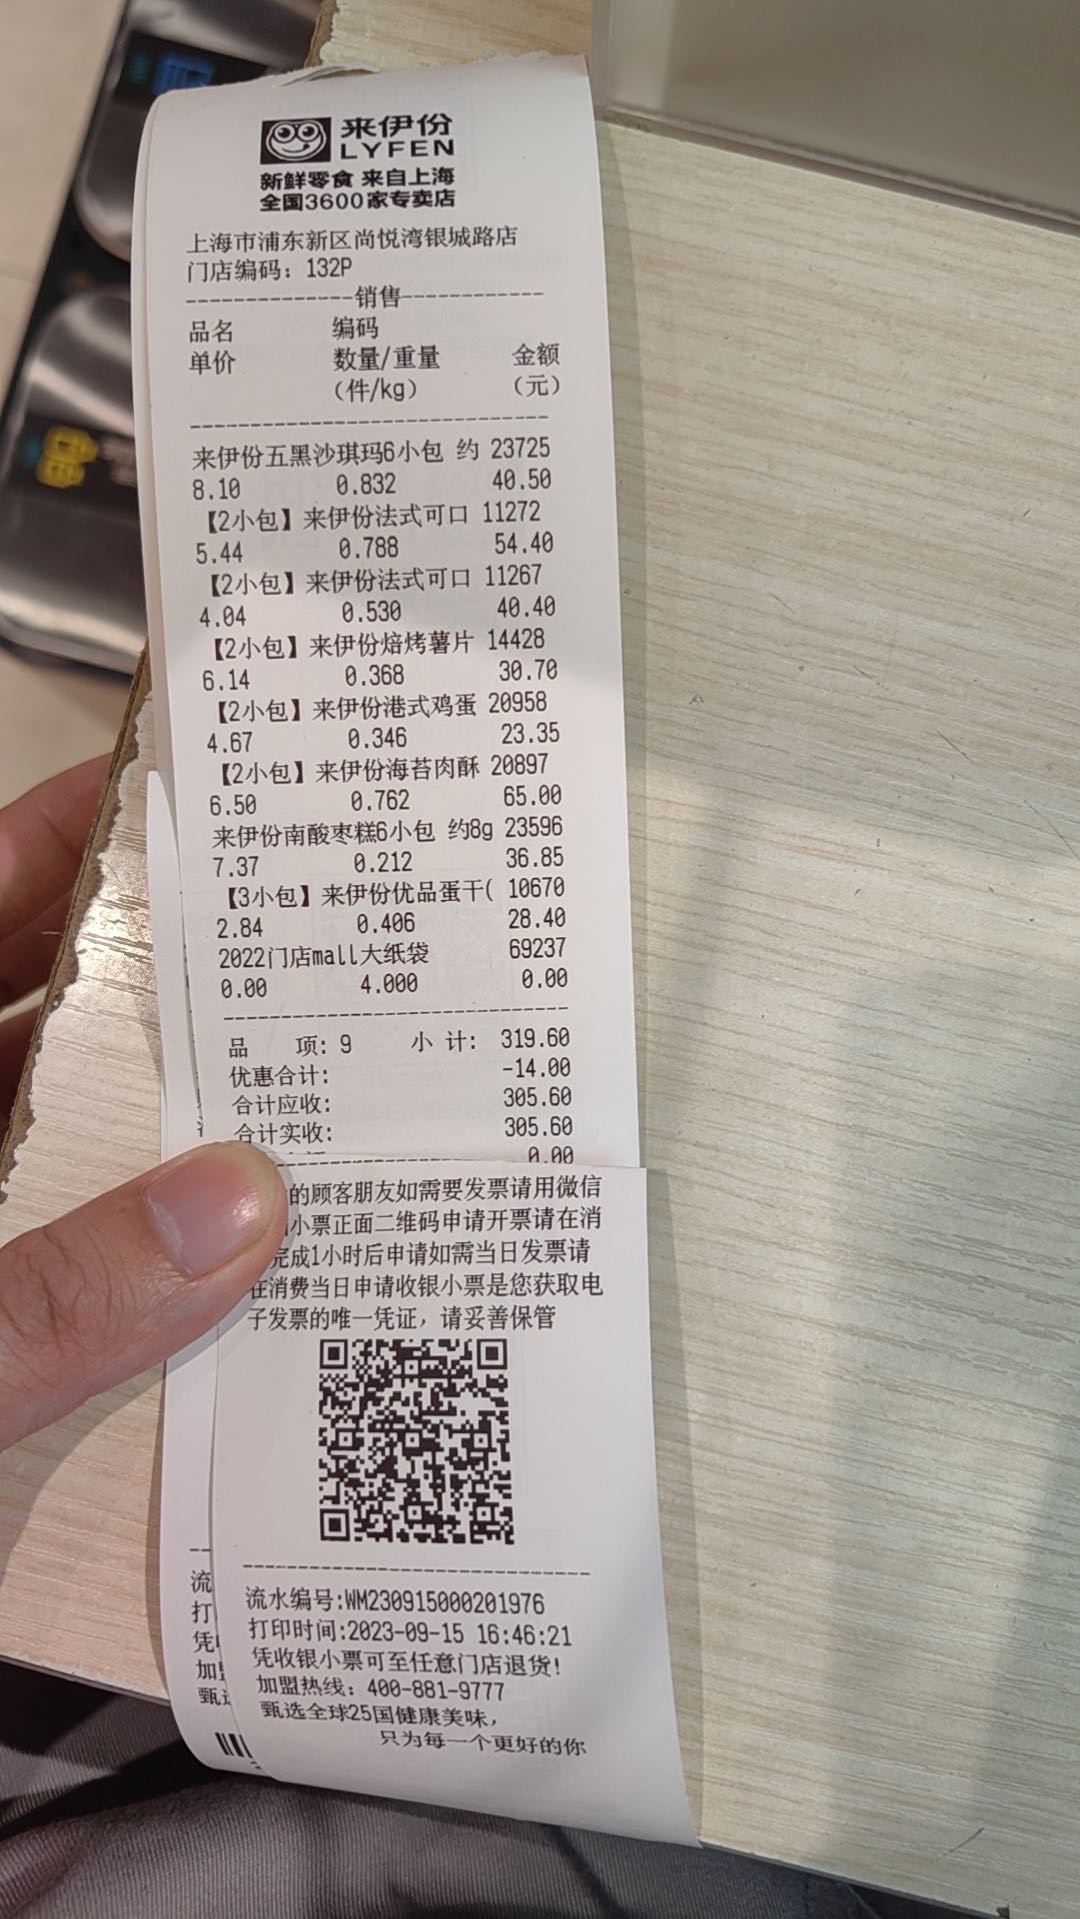 来伊份
LYFEN
新鲜零食 来自上海
全国3600家专卖店
上海市浦东新区尚悦湾银城路店
门店编码：132P
--------------销售------------
品名 编码
单价 数量/重量 金额
（件/kg） （元）
来伊份五黑沙琪玛6小包 约 23725
8.10 0.832 40.50
【2小包】来伊份法式可口 11272
5.44 0.788 54.40
【2小包】来伊份法式可口 11267
4.04 0.530 40.40
【2小包】来伊份焙烤薯片 14428
6.14 0.368 30.70
【2小包】来伊份港式鸡蛋 20958
4.67 0.346 23.35
【2小包】来伊份海苔肉酥 20897
6.50 0.762 65.00
来伊份南酸枣糕6小包 约8g 23596
7.37 0.212 36.85
【3小包】来伊份优品蛋干( 10670
2.84 0.406 28.40
2022门店mall大纸袋 69237
0.00 4.000 0.00
品 项: 9 小 计: 319.60
优惠合计: -14.00
合计应收: 305.60
合计实收: 305.60
0.00
的顾客朋友如需要发票请用微信
小票正面二维码申请开票请在消
完成1小时后申请如需当日发票请
在消费当日申请收银小票是您获取电
子发票的唯一凭证，请妥善保管
流水编号:WM230915000201976
打印时间:2023-09-15 16:46:21
凭收银小票可至任意门店退货!
加盟热线：400-881-9777
甄选全球25国健康美味，
只为每一个更好的你
流
打
凭
加
甄